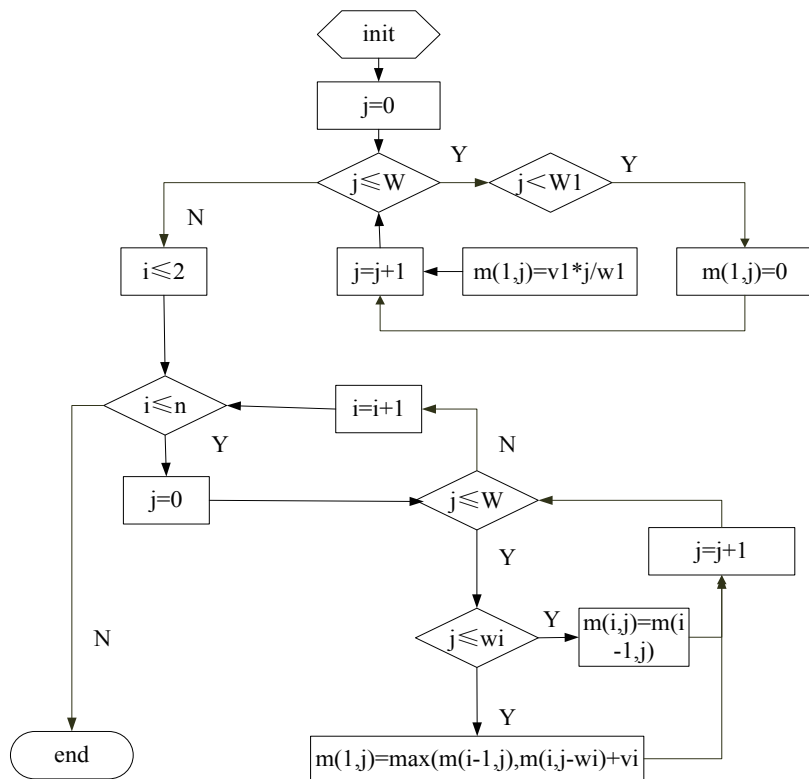 init
j=0
j≤W
Y
j<W1
Y
N
i≤2
j=j+1
m(1,j)=v1*j/w1
m(1,j)=0
i≤n
i=i+1
Y
N
j=0
j≤W
j=j+1
Y
j≤wi
Y
m(i,j)=m(i
-1,j)
N
Y
end
m(1,j)=max(m(i-1,j),m(i,j-wi)+vi